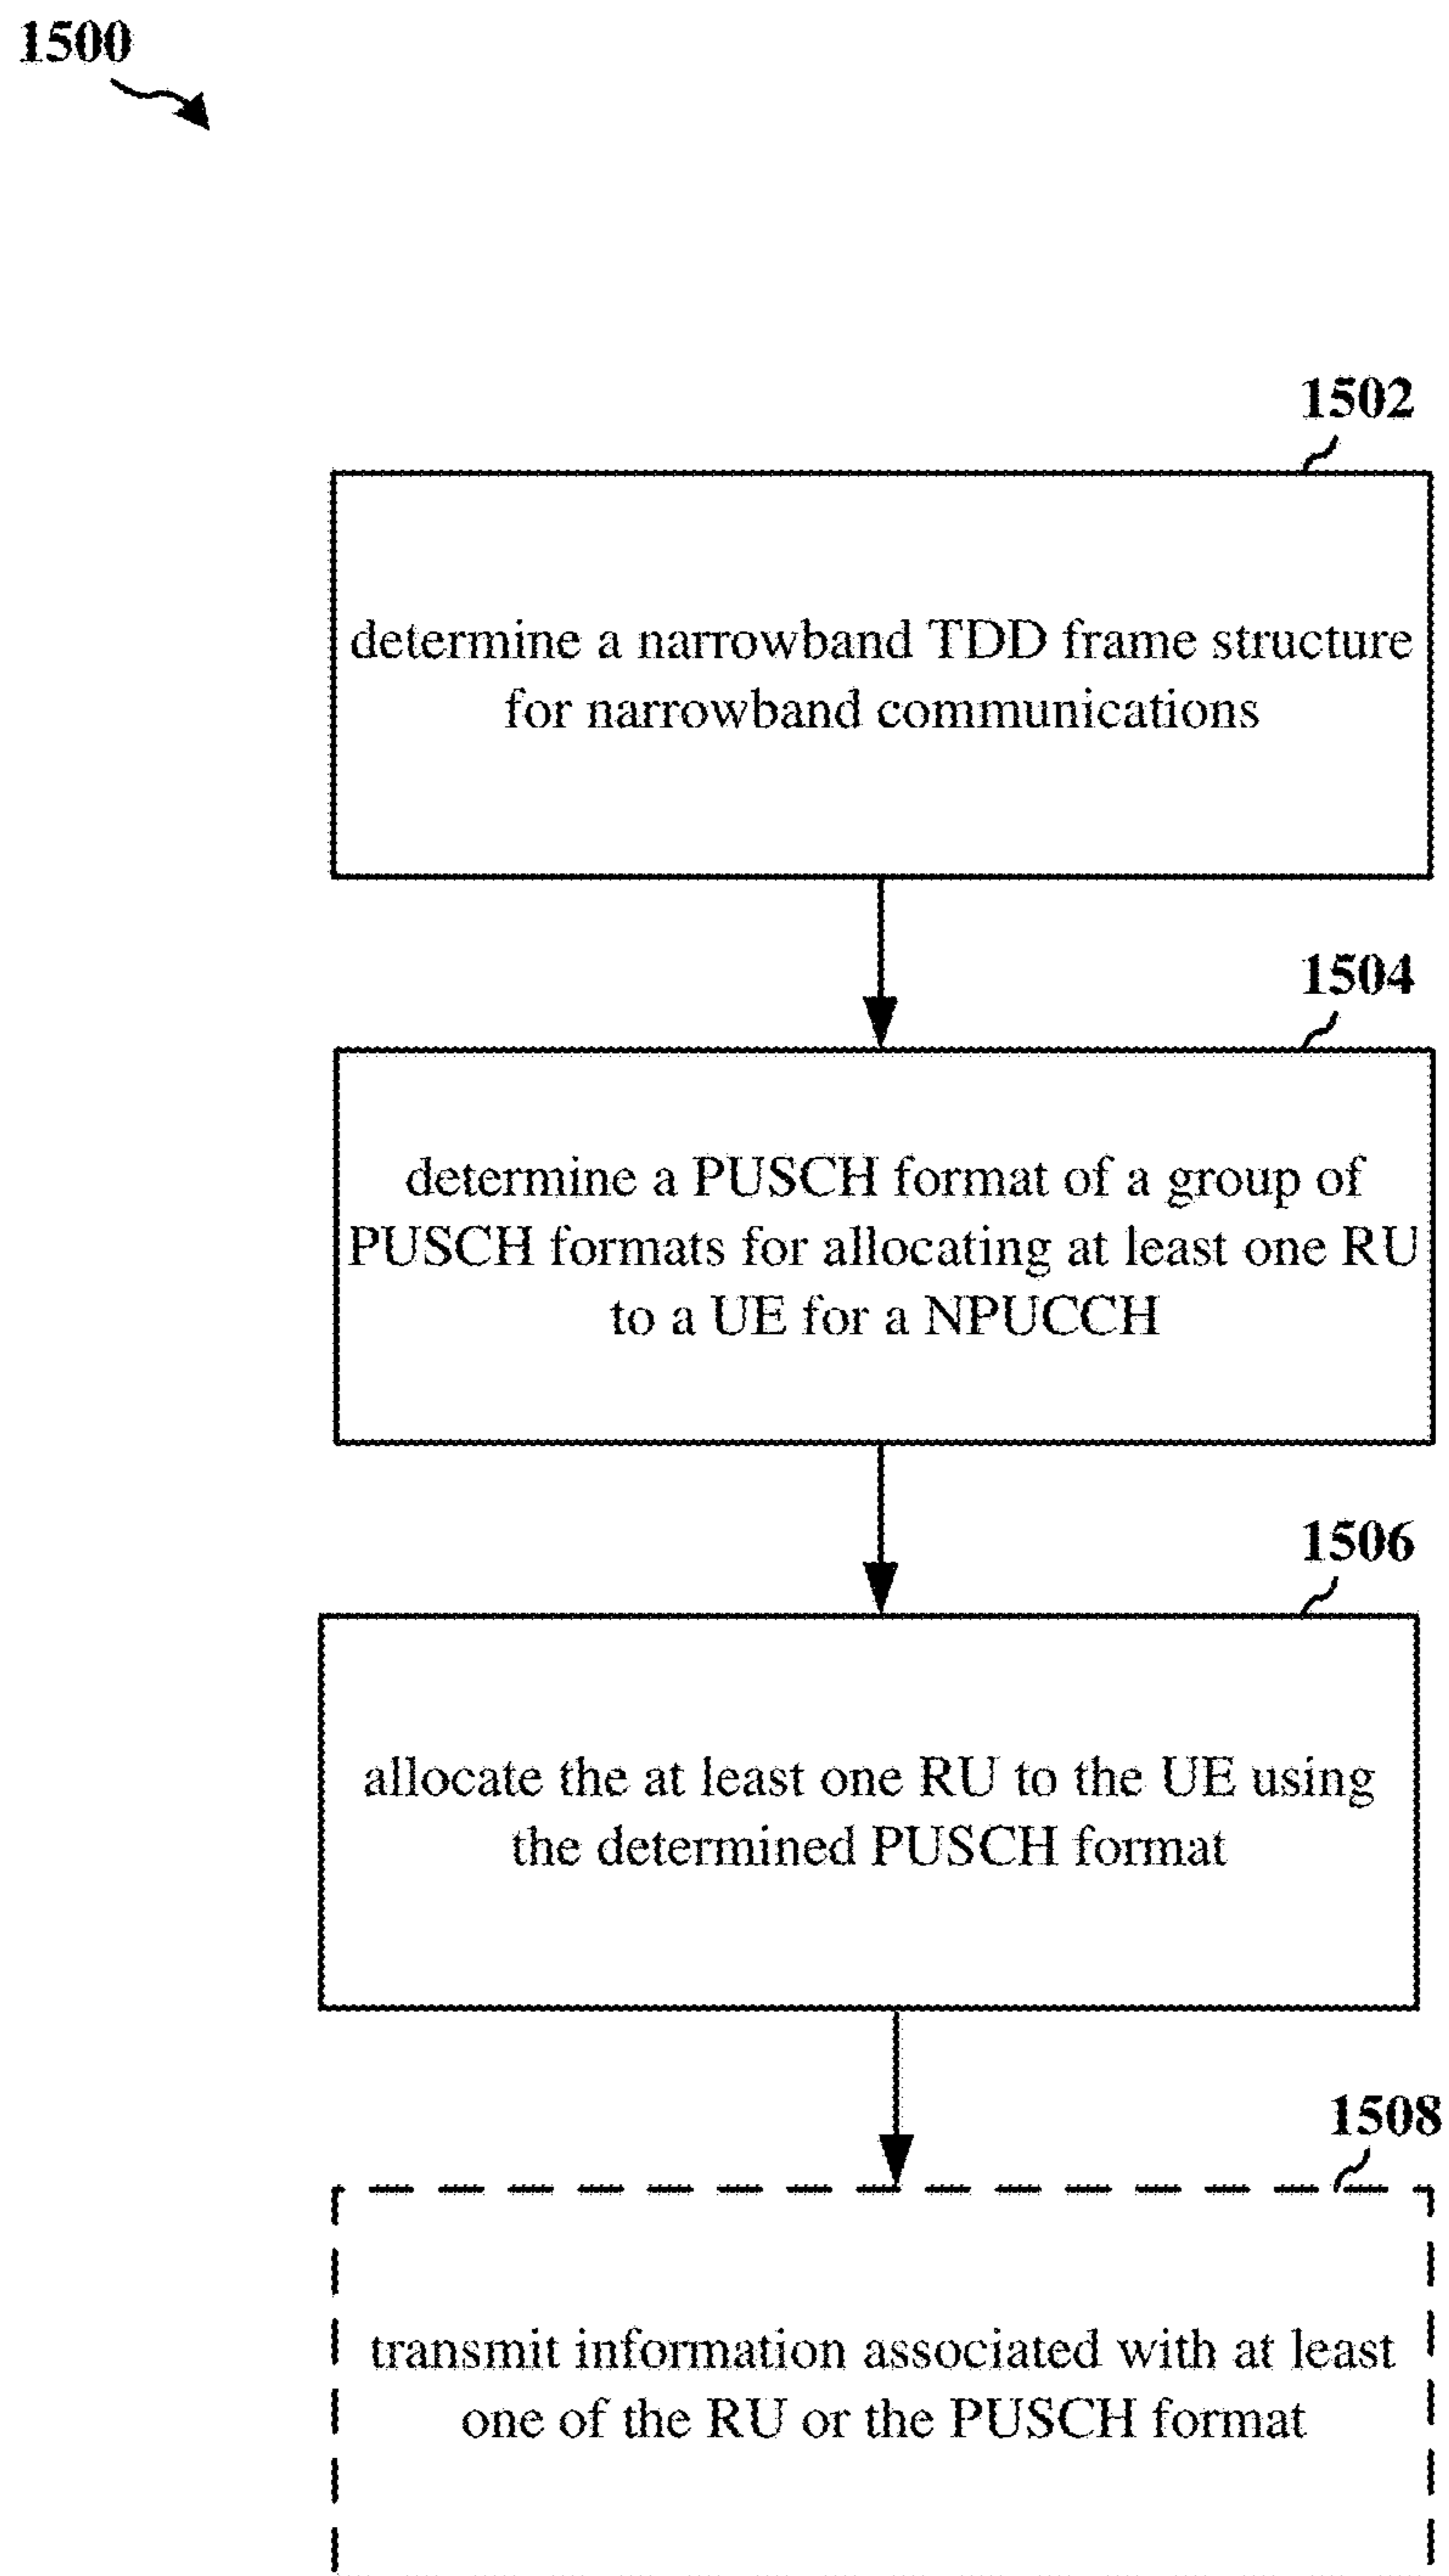 1500
1502
determine a narrowband TDD frame structure
for narrowband communications
1504
determine a PUSCH format of a group of
PUSCH formats for allocating at least one RU
to a UE for a NPUCCH
1506
allocate the at least one RU to the UE using
the determined PUSCH format
1508
transmit information associated with at least
one of the RU or the PUSCH format